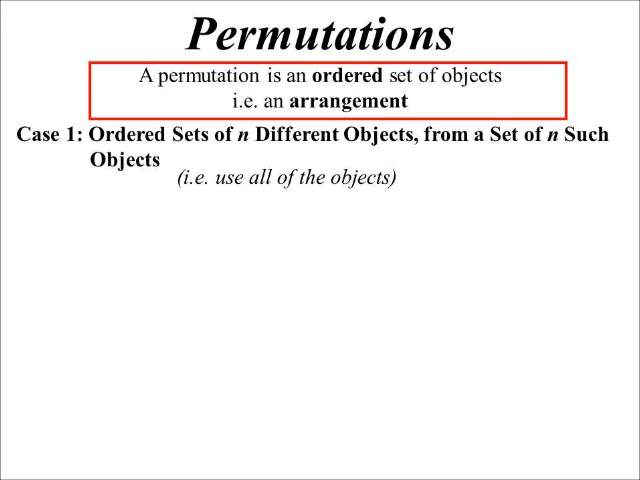 Permutations
A permutation is an ordered set of objects
i.e. an arrangement
Case 1: Ordered Sets of n Different Objects, from a Set of n Such
Objects
(i.e. use all of the objects)